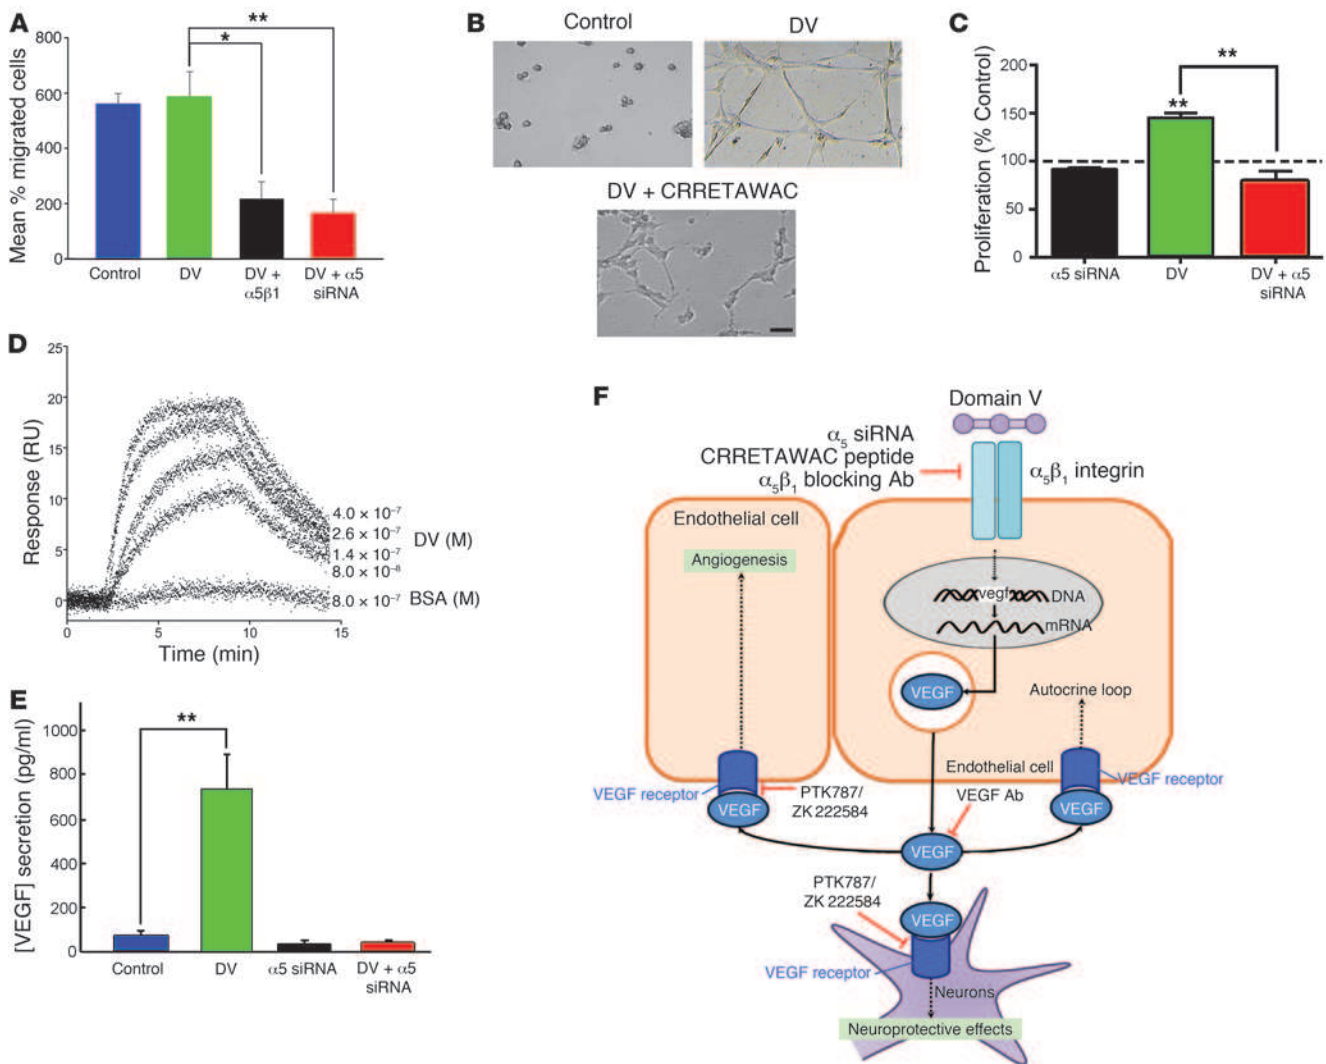 A
Mean % migrated cells
800
600
400
200
0
*
**
Control
DV
DV +
α5β1
DV + α5
siRNA
B
Control
DV
DV + CRRETAWAC
C
Proliferation (% Control)
200
150
100
50
0
**
**
α5 siRNA
DV
DV + α5
siRNA
D
Response (RU)
25
20
15
10
5
0
0
5
10
15
Time (min)
4.0 × 10⁻⁷
2.6 × 10⁻⁷
1.4 × 10⁻⁷
8.0 × 10⁻⁸
DV (M)
8.0 × 10⁻⁷ BSA (M)
E
[VEGF] secretion (pg/ml)
1000
800
600
400
200
0
**
Control
DV
α5 siRNA
DV + α5
siRNA
F
Domain V
α₅ siRNA
CRRETAWAC peptide
α₅β₁ blocking Ab
α₅β₁ integrin
Endothelial cell
Angiogenesis
vegf
DNA
mRNA
VEGF
Autocrine loop
Endothelial cell
VEGF receptor
VEGF
PTK787/
ZK 222584
VEGF Ab
VEGF receptor
VEGF
VEGF
PTK787/
ZK 222584
VEGF
VEGF receptor
Neurons
Neuroprotective effects